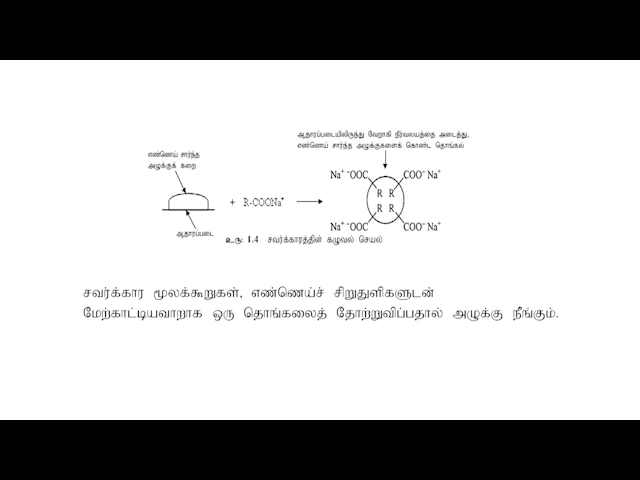 ஆதாரப்படையிலிருந்து வேறாகி நீர்வலயத்தை அடைத்து,
எண்ணெய் சார்ந்த அழுக்குகளைக் கொண்ட தொங்கல்
எண்ணெய் சார்ந்த
அழுக்குக் கறை
Na⁺ ⁻OOC COO⁻ Na⁺
R R
+ R-COONa⁺
R R
Na⁺ ⁻OOC COO⁻ Na⁺
ஆதாரப்படை
உரு 1.4 சவர்க்காரத்தின் கழுவல் செயல்
சவர்க்கார மூலக்கூறுகள், எண்ணெய்ச் சிறுதுளிகளுடன்
மேற்காட்டியவாறாக ஒரு தொங்கலைத் தோற்றுவிப்பதால் அழுக்கு நீங்கும்.